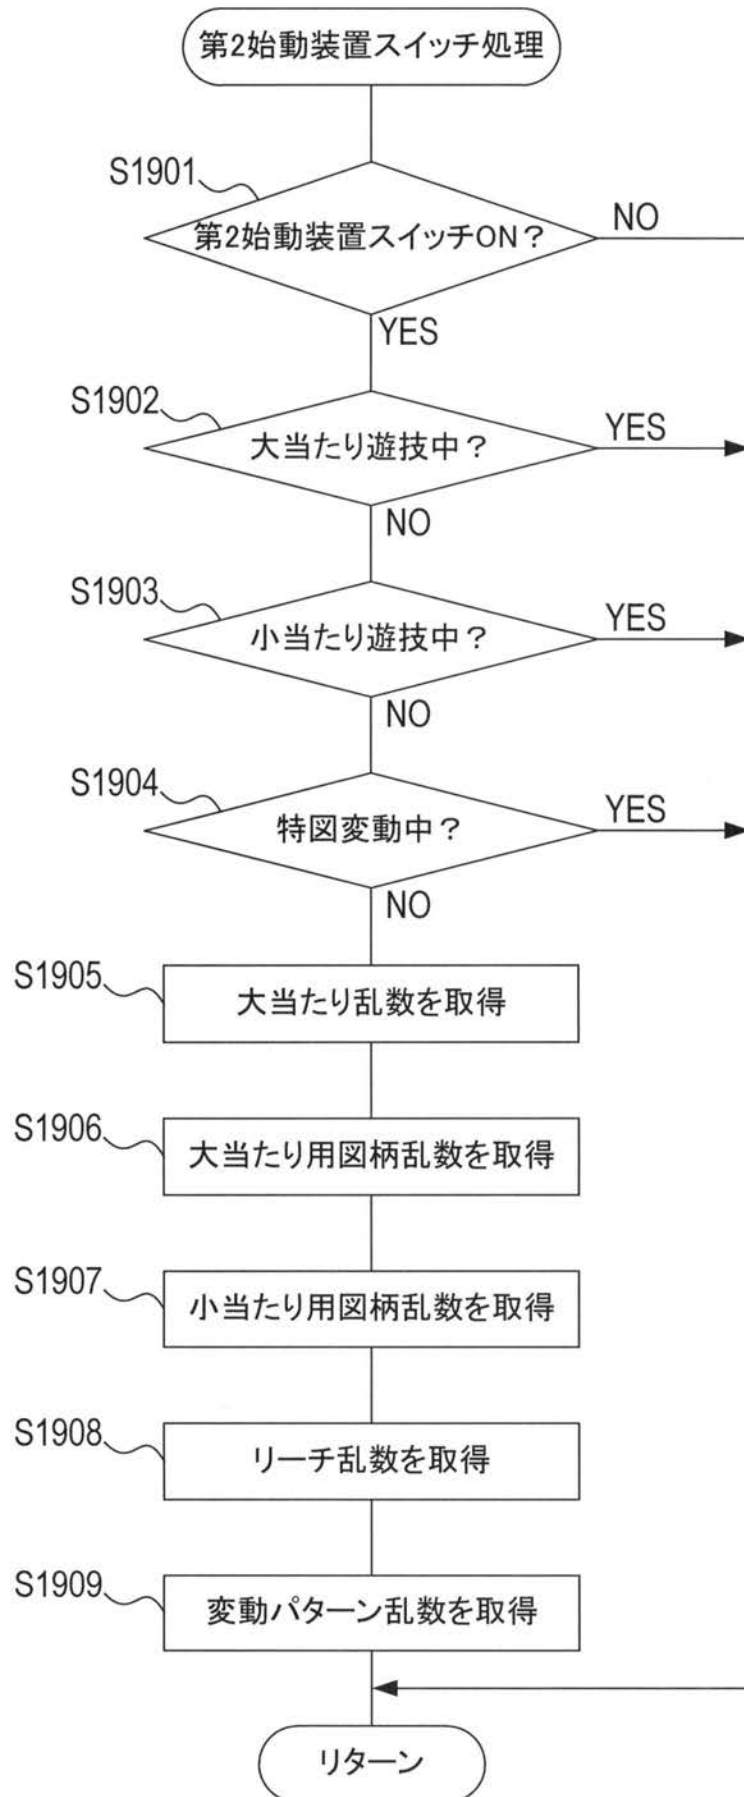 第2始動装置スイッチ処理
S1901
第2始動装置スイッチON？
NO
YES
S1902
大当たり遊技中？
YES
NO
S1903
小当たり遊技中？
YES
NO
S1904
特図変動中？
YES
NO
S1905
大当たり乱数を取得
S1906
大当たり用図柄乱数を取得
S1907
小当たり用図柄乱数を取得
S1908
リーチ乱数を取得
S1909
変動パターン乱数を取得
リターン